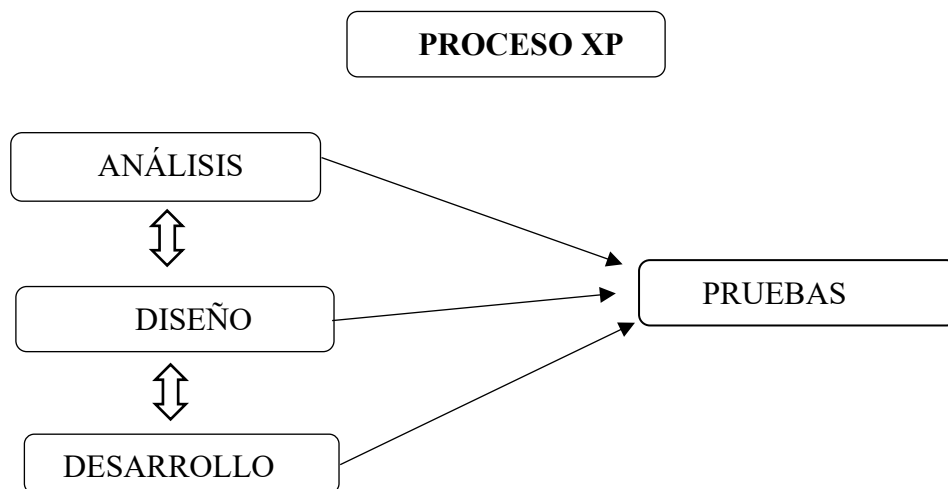 PROCESO XP
ANÁLISIS
DISEÑO
PRUEBAS
DESARROLLO